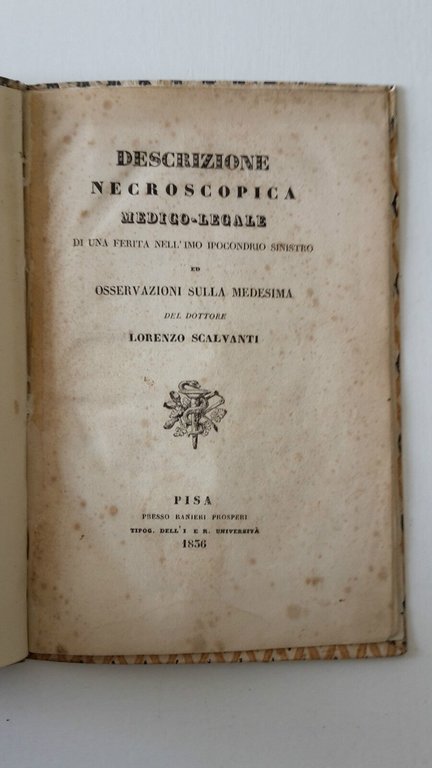 DESCRIZIONE
NECROSCOPICA
MEDICO-LEGALE
DI UNA FERITA NELL'IMO IPOCONDRIO SINISTRO
ED
OSSERVAZIONI SULLA MEDESIMA
DEL DOTTORE
LORENZO SCALVANTI
PISA
PRESSO RANIERI PROSPERI
TIPOG. DELL'I E R. UNIVERSITÀ
1836